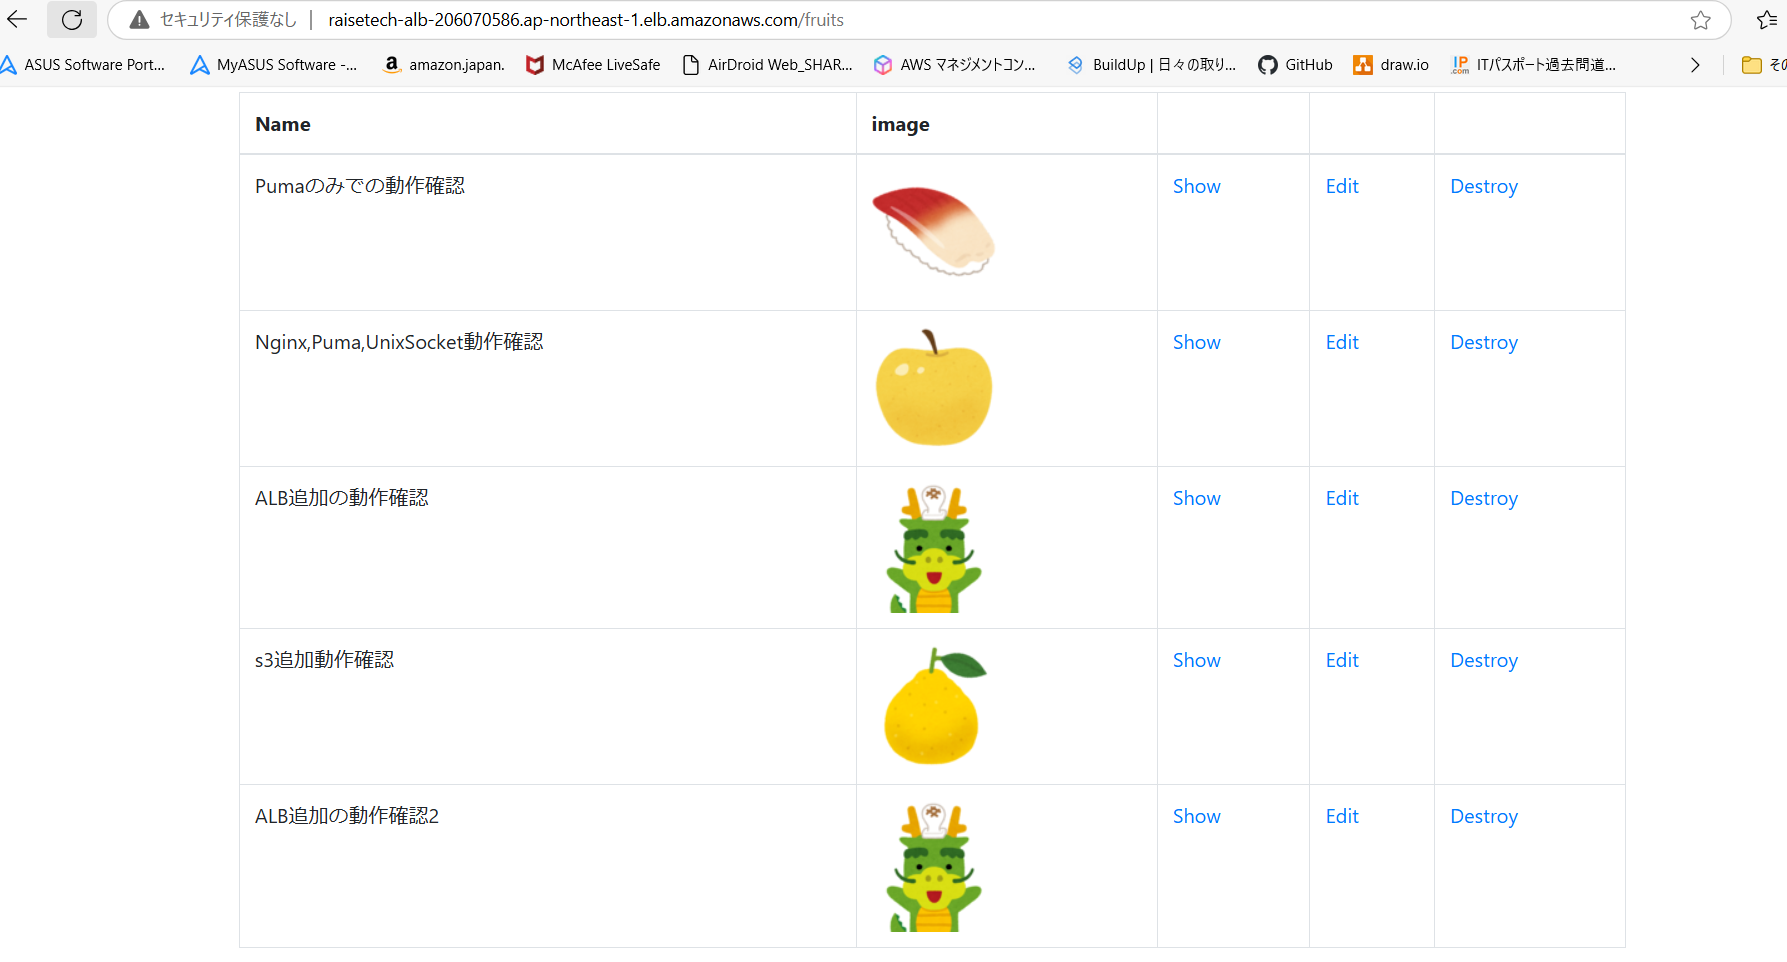 セキュリティ保護なし raisetech-alb-206070586.ap-northeast-1.elb.amazonaws.com/fruits
ASUS Software Port... MyASUS Software -... amazon.japan. McAfee LiveSafe AirDroid Web_SHAR... AWS マネジメントコン... BuildUp | 日々の取り... GitHub draw.io ITパスポート過去問道... その
Name image
Pumaのみでの動作確認 Show Edit Destroy
Nginx,Puma,UnixSocket動作確認 Show Edit Destroy
ALB追加の動作確認 Show Edit Destroy
s3追加動作確認 Show Edit Destroy
ALB追加の動作確認2 Show Edit Destroy